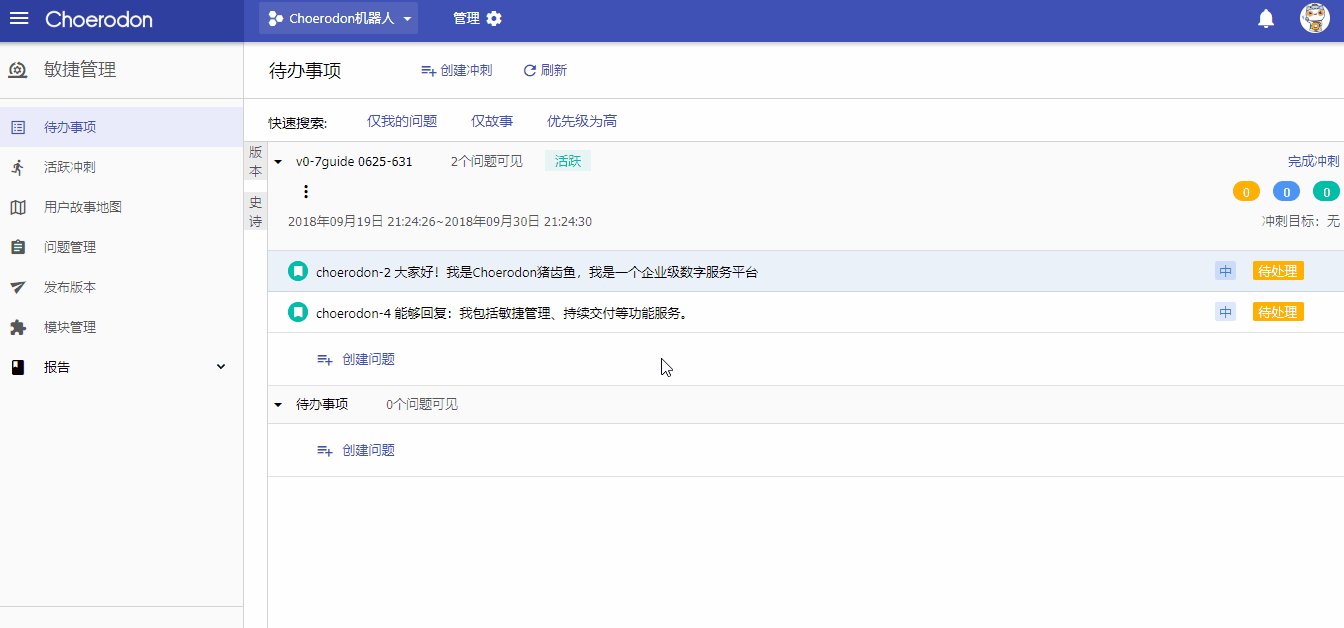 Choerodon
Choerodon机器人
管理
敏捷管理
待办事项
活跃冲刺
用户故事地图
问题管理
发布版本
模块管理
报告
待办事项
创建冲刺
刷新
快速搜索:
仅我的问题
仅故事
优先级为高
版本
史诗
v0-7guide 0625-631
2个问题可见
活跃
完成冲刺
0
0
0
2018年09月19日 21:24:26~2018年09月30日 21:24:30
冲刺目标：无
choerodon-2 大家好！我是Choerodon猪齿鱼，我是一个企业级数字服务平台
中
待处理
choerodon-4 能够回复：我包括敏捷管理、持续交付等功能服务。
中
待处理
创建问题
待办事项
0个问题可见
创建问题